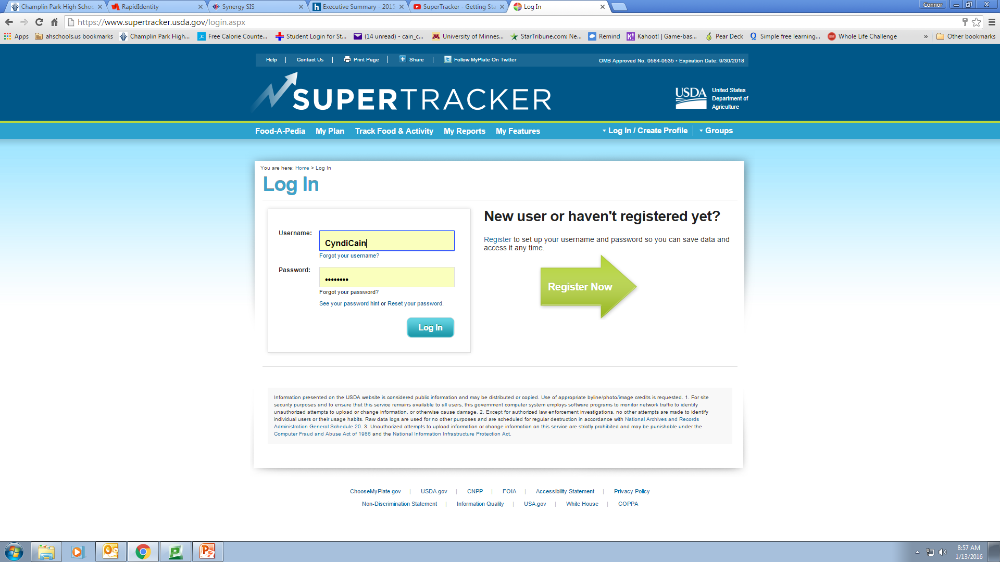 Champlin Park High Schoo
RapidIdentity
Synergy SIS
Executive Summary - 2015
SuperTracker - Getting Sta
Log In
Connor
https://www.supertracker.usda.gov/login.aspx
Apps
ahschools.us bookmarks
Champlin Park High...
Free Calorie Counte...
Student Login for St...
(14 unread) - cain_c...
University of Minnes...
StarTribune.com: Ne...
Remind
Kahoot! | Game-bas...
Pear Deck
Simple free learning...
Whole Life Challenge
»
Other bookmarks
Help | Contact Us | Print Page | Share | Follow MyPlate On Twitter
OMB Approved No. 0584-0535 • Expiration Date: 9/30/2018
SUPERTRACKER
USDA
United States
Department of
Agriculture
Food-A-Pedia My Plan Track Food & Activity My Reports My Features
Log In / Create Profile | Groups
You are here: Home > Log In
Log In
Username:
CyndiCain
Forgot your username?
Password:
••••••••
Forgot your password?
See your password hint or Reset your password.
Log In
New user or haven't registered yet?
Register to set up your username and password so you can save data and
access it any time.
Register Now
Information presented on the USDA website is considered public information and may be distributed or copied. Use of appropriate byline/photo/image credits is requested. 1. For site
security purposes and to ensure that this service remains available to all users, this government computer system employs software programs to monitor network traffic to identify
unauthorized attempts to upload or change information, or otherwise cause damage. 2. Except for authorized law enforcement investigations, no other attempts are made to identify
individual users or their usage habits. Raw data logs are used for no other purposes and are scheduled for regular destruction in accordance with National Archives and Records
Administration General Schedule 20. 3. Unauthorized attempts to upload information or change information on this service are strictly prohibited and may be punishable under the
Computer Fraud and Abuse Act of 1986 and the National Information Infrastructure Protection Act.
ChooseMyPlate.gov | USDA.gov | CNPP | FOIA | Accessibility Statement | Privacy Policy
Non-Discrimination Statement | Information Quality | USA.gov | White House | COPPA
8:57 AM
1/13/2016